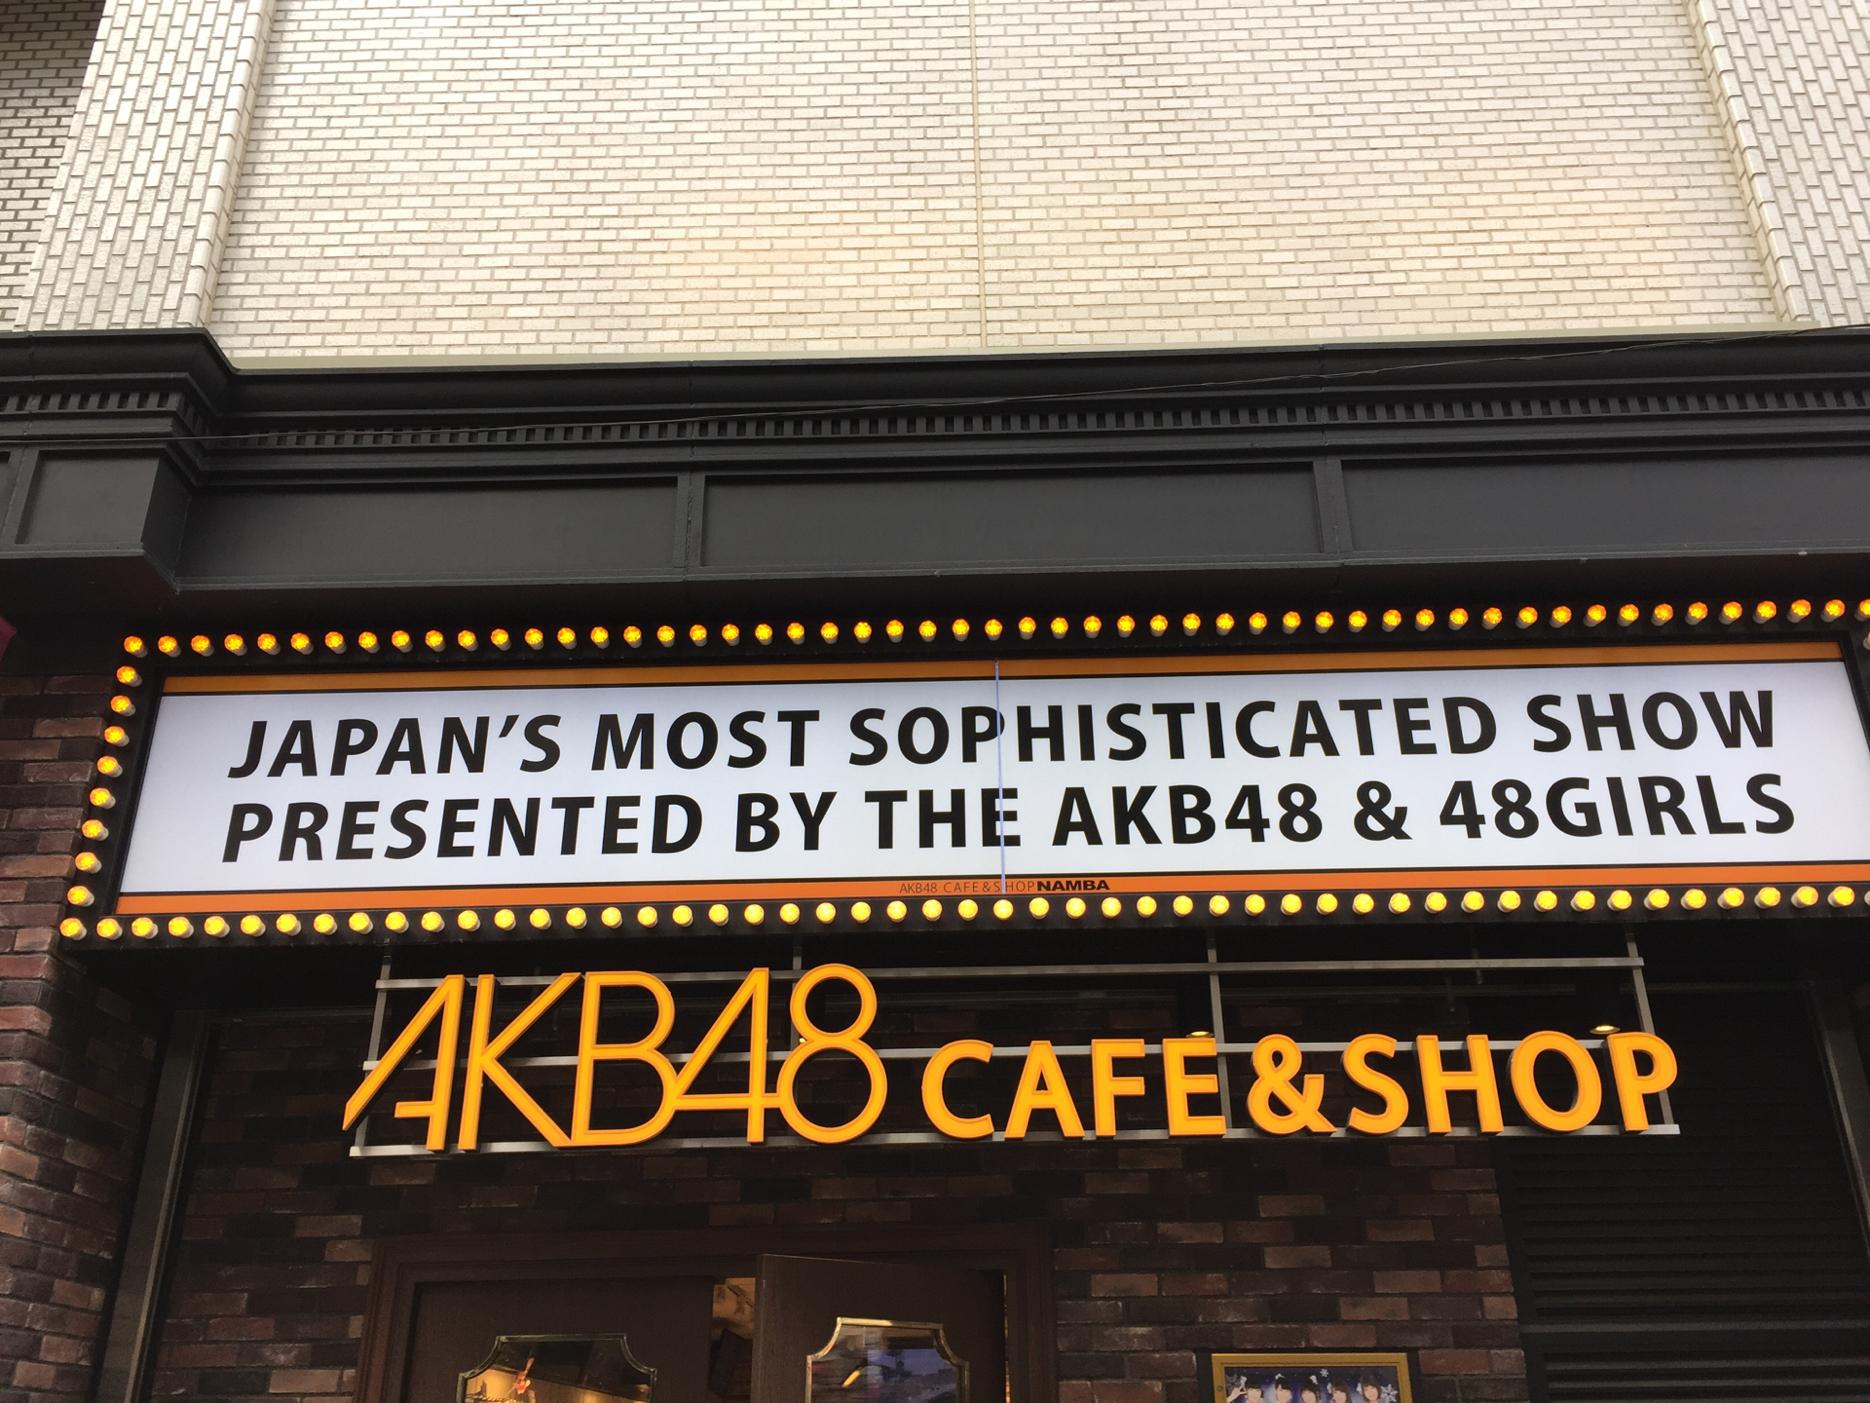 JAPAN'S MOST SOPHISTICATED SHOW
PRESENTED BY THE AKB48 & 48GIRLS
AKB48 CAFE&SHOP NAMBA
AKB48 CAFE&SHOP